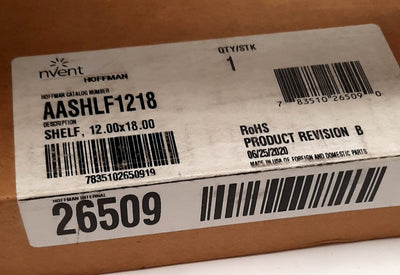 nvent
HOFFMAN
HOFFMAN CATALOG NUMBER
AASHLF1218
DESCRIPTION
SHELF, 12.00x18.00
7835102650919
QTY/STK
1
7 83510 26509 0
RoHS
PRODUCT REVISION B
06/25/2020
MADE IN USA OF FOREIGN AND DOMESTIC PARTS
HOFFMAN INTERNAL
26509